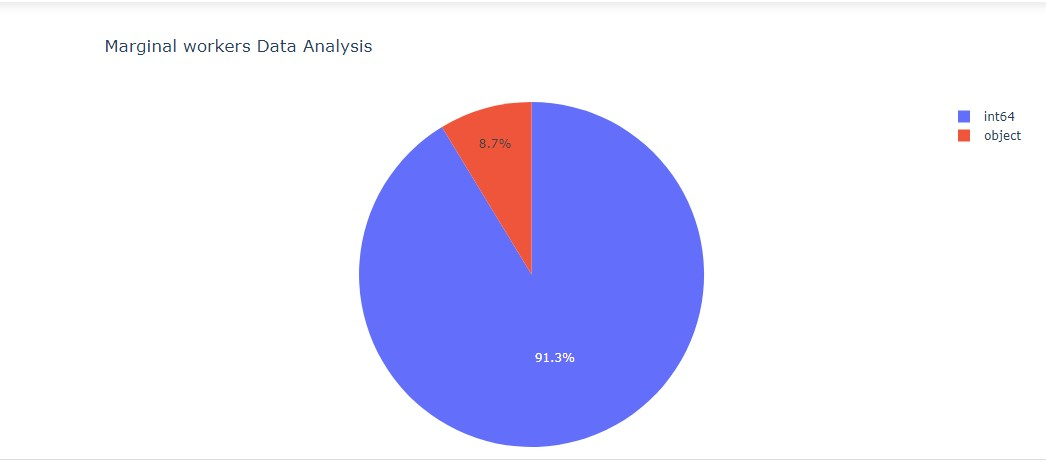 Marginal workers Data Analysis
int64
object
8.7%
91.3%